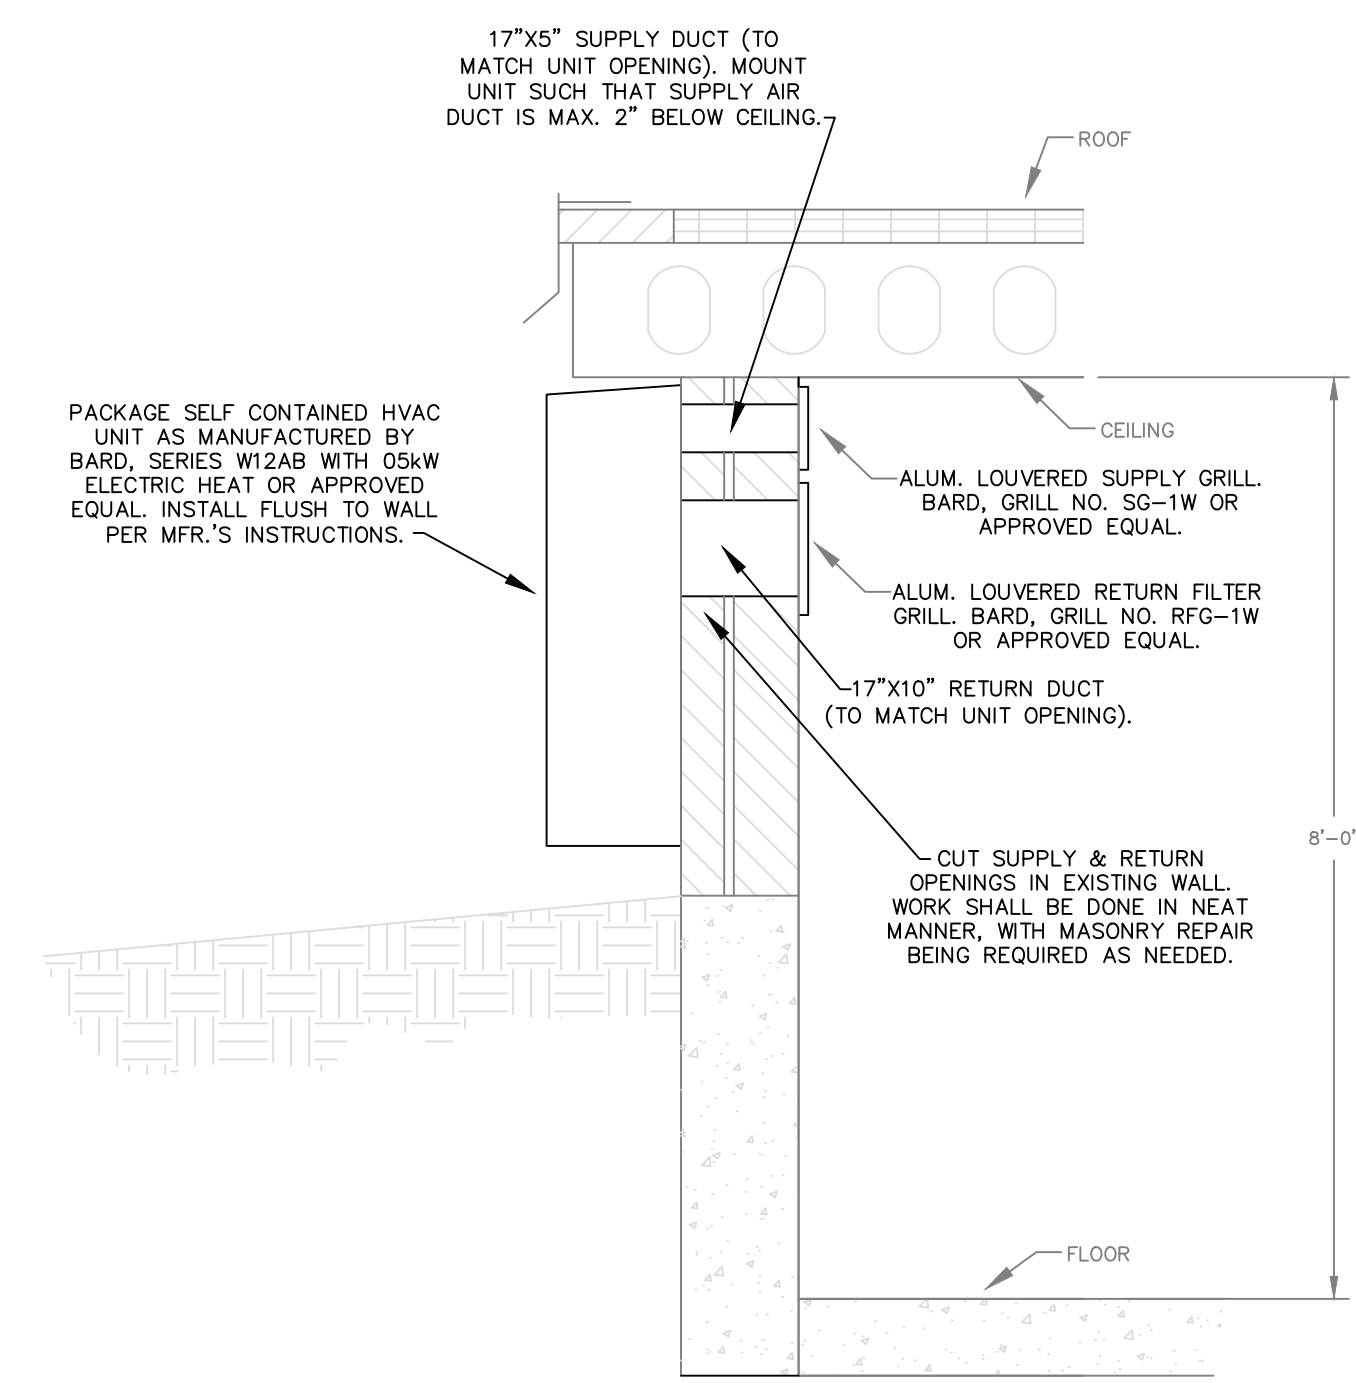 17"X5" SUPPLY DUCT (TO
MATCH UNIT OPENING). MOUNT
UNIT SUCH THAT SUPPLY AIR
DUCT IS MAX. 2" BELOW CEILING.
ROOF
PACKAGE SELF CONTAINED HVAC
UNIT AS MANUFACTURED BY
BARD, SERIES W12AB WITH 05kW
ELECTRIC HEAT OR APPROVED
EQUAL. INSTALL FLUSH TO WALL
PER MFR.'S INSTRUCTIONS.
CEILING
ALUM. LOUVERED SUPPLY GRILL.
BARD, GRILL NO. SG-1W OR
APPROVED EQUAL.
ALUM. LOUVERED RETURN FILTER
GRILL. BARD, GRILL NO. RFG-1W
OR APPROVED EQUAL.
17"X10" RETURN DUCT
(TO MATCH UNIT OPENING).
8'-0"
CUT SUPPLY & RETURN
OPENINGS IN EXISTING WALL.
WORK SHALL BE DONE IN NEAT
MANNER, WITH MASONRY REPAIR
BEING REQUIRED AS NEEDED.
FLOOR